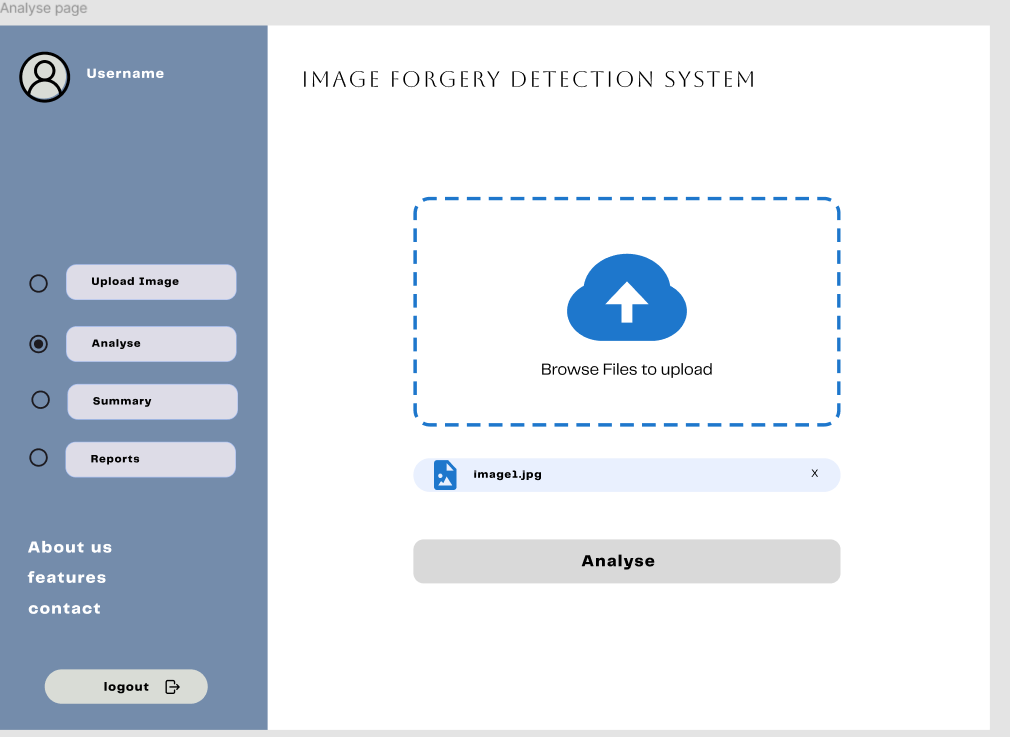 Analyse page
Username
IMAGE FORGERY DETECTION SYSTEM
Upload Image
Analyse
Summary
Reports
About us
features
contact
logout
Browse Files to upload
image1.jpg X
Analyse